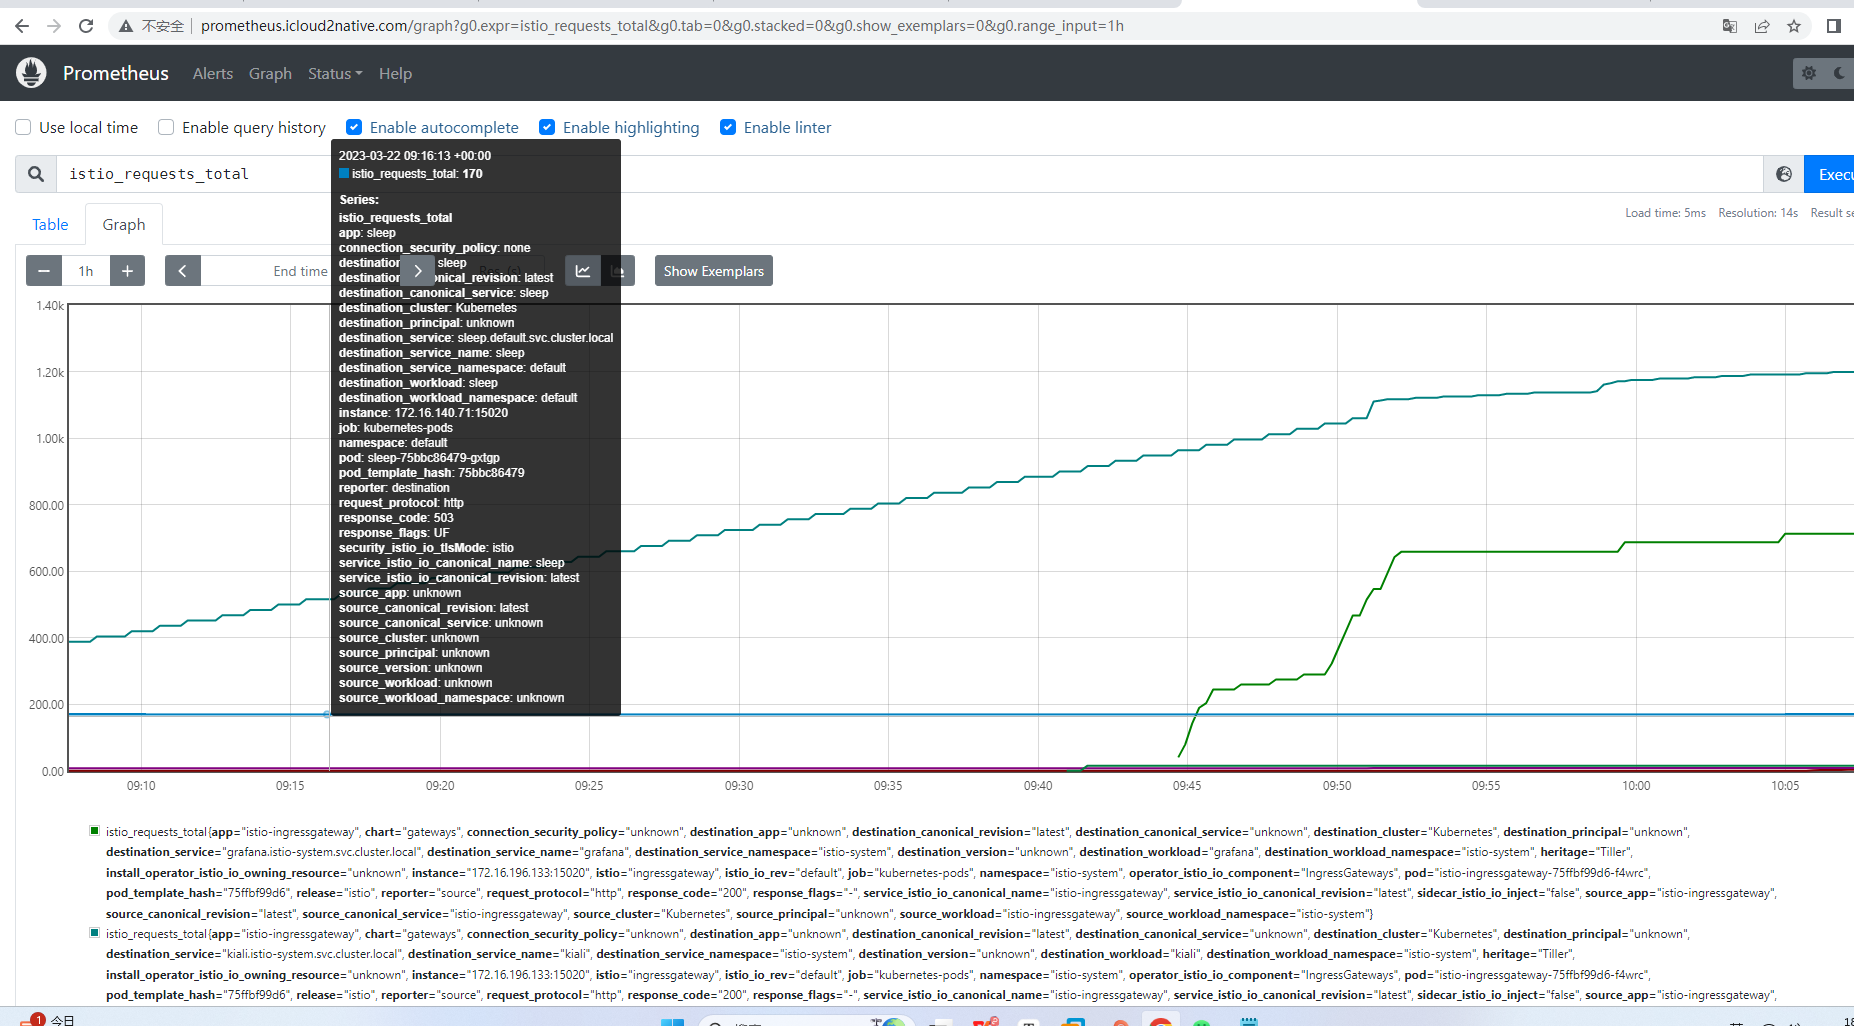 不安全 prometheus.icloud2native.com/graph?g0.expr=istio_requests_total&g0.tab=0&g0.stacked=0&g0.show_exemplars=0&g0.range_input=1h
Prometheus Alerts Graph Status Help
Use local time Enable query history Enable autocomplete Enable highlighting Enable linter
istio_requests_total
Table Graph
Load time: 5ms Resolution: 14s
1h End time
Show Exemplars
2023-03-22 09:16:13 +00:00
istio_requests_total: 170
Series:
istio_requests_total
app: sleep
connection_security_policy: none
sleep
latest
destination_canonical_service: sleep
destination_cluster: Kubernetes
destination_principal: unknown
destination_service: sleep.default.svc.cluster.local
destination_service_name: sleep
destination_service_namespace: default
destination_workload: sleep
destination_workload_namespace: default
instance: 172.16.140.71:15020
job: kubernetes-pods
namespace: default
pod: sleep-75bbc86479-gxtgp
pod_template_hash: 75bbc86479
reporter: destination
request_protocol: http
response_code: 503
response_flags: UF
security_istio_io_tlsMode: istio
service_istio_io_canonical_name: sleep
service_istio_io_canonical_revision: latest
source_app: unknown
source_canonical_revision: latest
source_canonical_service: unknown
source_cluster: unknown
source_principal: unknown
source_version: unknown
source_workload: unknown
source_workload_namespace: unknown
1.40k
1.20k
1.00k
800.00
600.00
400.00
200.00
0.00
09:10 09:15 09:20 09:25 09:30 09:35 09:40 09:45 09:50 09:55 10:00 10:05
istio_requests_total{app="istio-ingressgateway", chart="gateways", connection_security_policy="unknown", destination_app="unknown", destination_canonical_revision="latest", destination_canonical_service="unknown", destination_cluster="Kubernetes", destination_principal="unknown",
destination_service="grafana.istio-system.svc.cluster.local", destination_service_name="grafana", destination_service_namespace="istio-system", destination_version="unknown", destination_workload="grafana", destination_workload_namespace="istio-system", heritage="Tiller",
install_operator_istio_io_owning_resource="unknown", instance="172.16.196.133:15020", istio="ingressgateway", istio_io_rev="default", job="kubernetes-pods", namespace="istio-system", operator_istio_io_component="IngressGateways", pod="istio-ingressgateway-75ffbf99d6-f4wrc",
pod_template_hash="75ffbf99d6", release="istio", reporter="source", request_protocol="http", response_code="200", response_flags="-", service_istio_io_canonical_name="istio-ingressgateway", service_istio_io_canonical_revision="latest", sidecar_istio_io_inject="false", source_app="istio-ingressgateway",
source_canonical_revision="latest", source_canonical_service="istio-ingressgateway", source_cluster="Kubernetes", source_principal="unknown", source_workload="istio-ingressgateway", source_workload_namespace="istio-system"}
istio_requests_total{app="istio-ingressgateway", chart="gateways", connection_security_policy="unknown", destination_app="unknown", destination_canonical_revision="latest", destination_canonical_service="unknown", destination_cluster="Kubernetes", destination_principal="unknown",
destination_service="kiali.istio-system.svc.cluster.local", destination_service_name="kiali", destination_service_namespace="istio-system", destination_version="unknown", destination_workload="kiali", destination_workload_namespace="istio-system", heritage="Tiller",
install_operator_istio_io_owning_resource="unknown", instance="172.16.196.133:15020", istio="ingressgateway", istio_io_rev="default", job="kubernetes-pods", namespace="istio-system", operator_istio_io_component="IngressGateways", pod="istio-ingressgateway-75ffbf99d6-f4wrc",
pod_template_hash="75ffbf99d6", release="istio", reporter="source", request_protocol="http", response_code="200", response_flags="-", service_istio_io_canonical_name="istio-ingressgateway", service_istio_io_canonical_revision="latest", sidecar_istio_io_inject="false", source_app="istio-ingressgateway",
1 今日